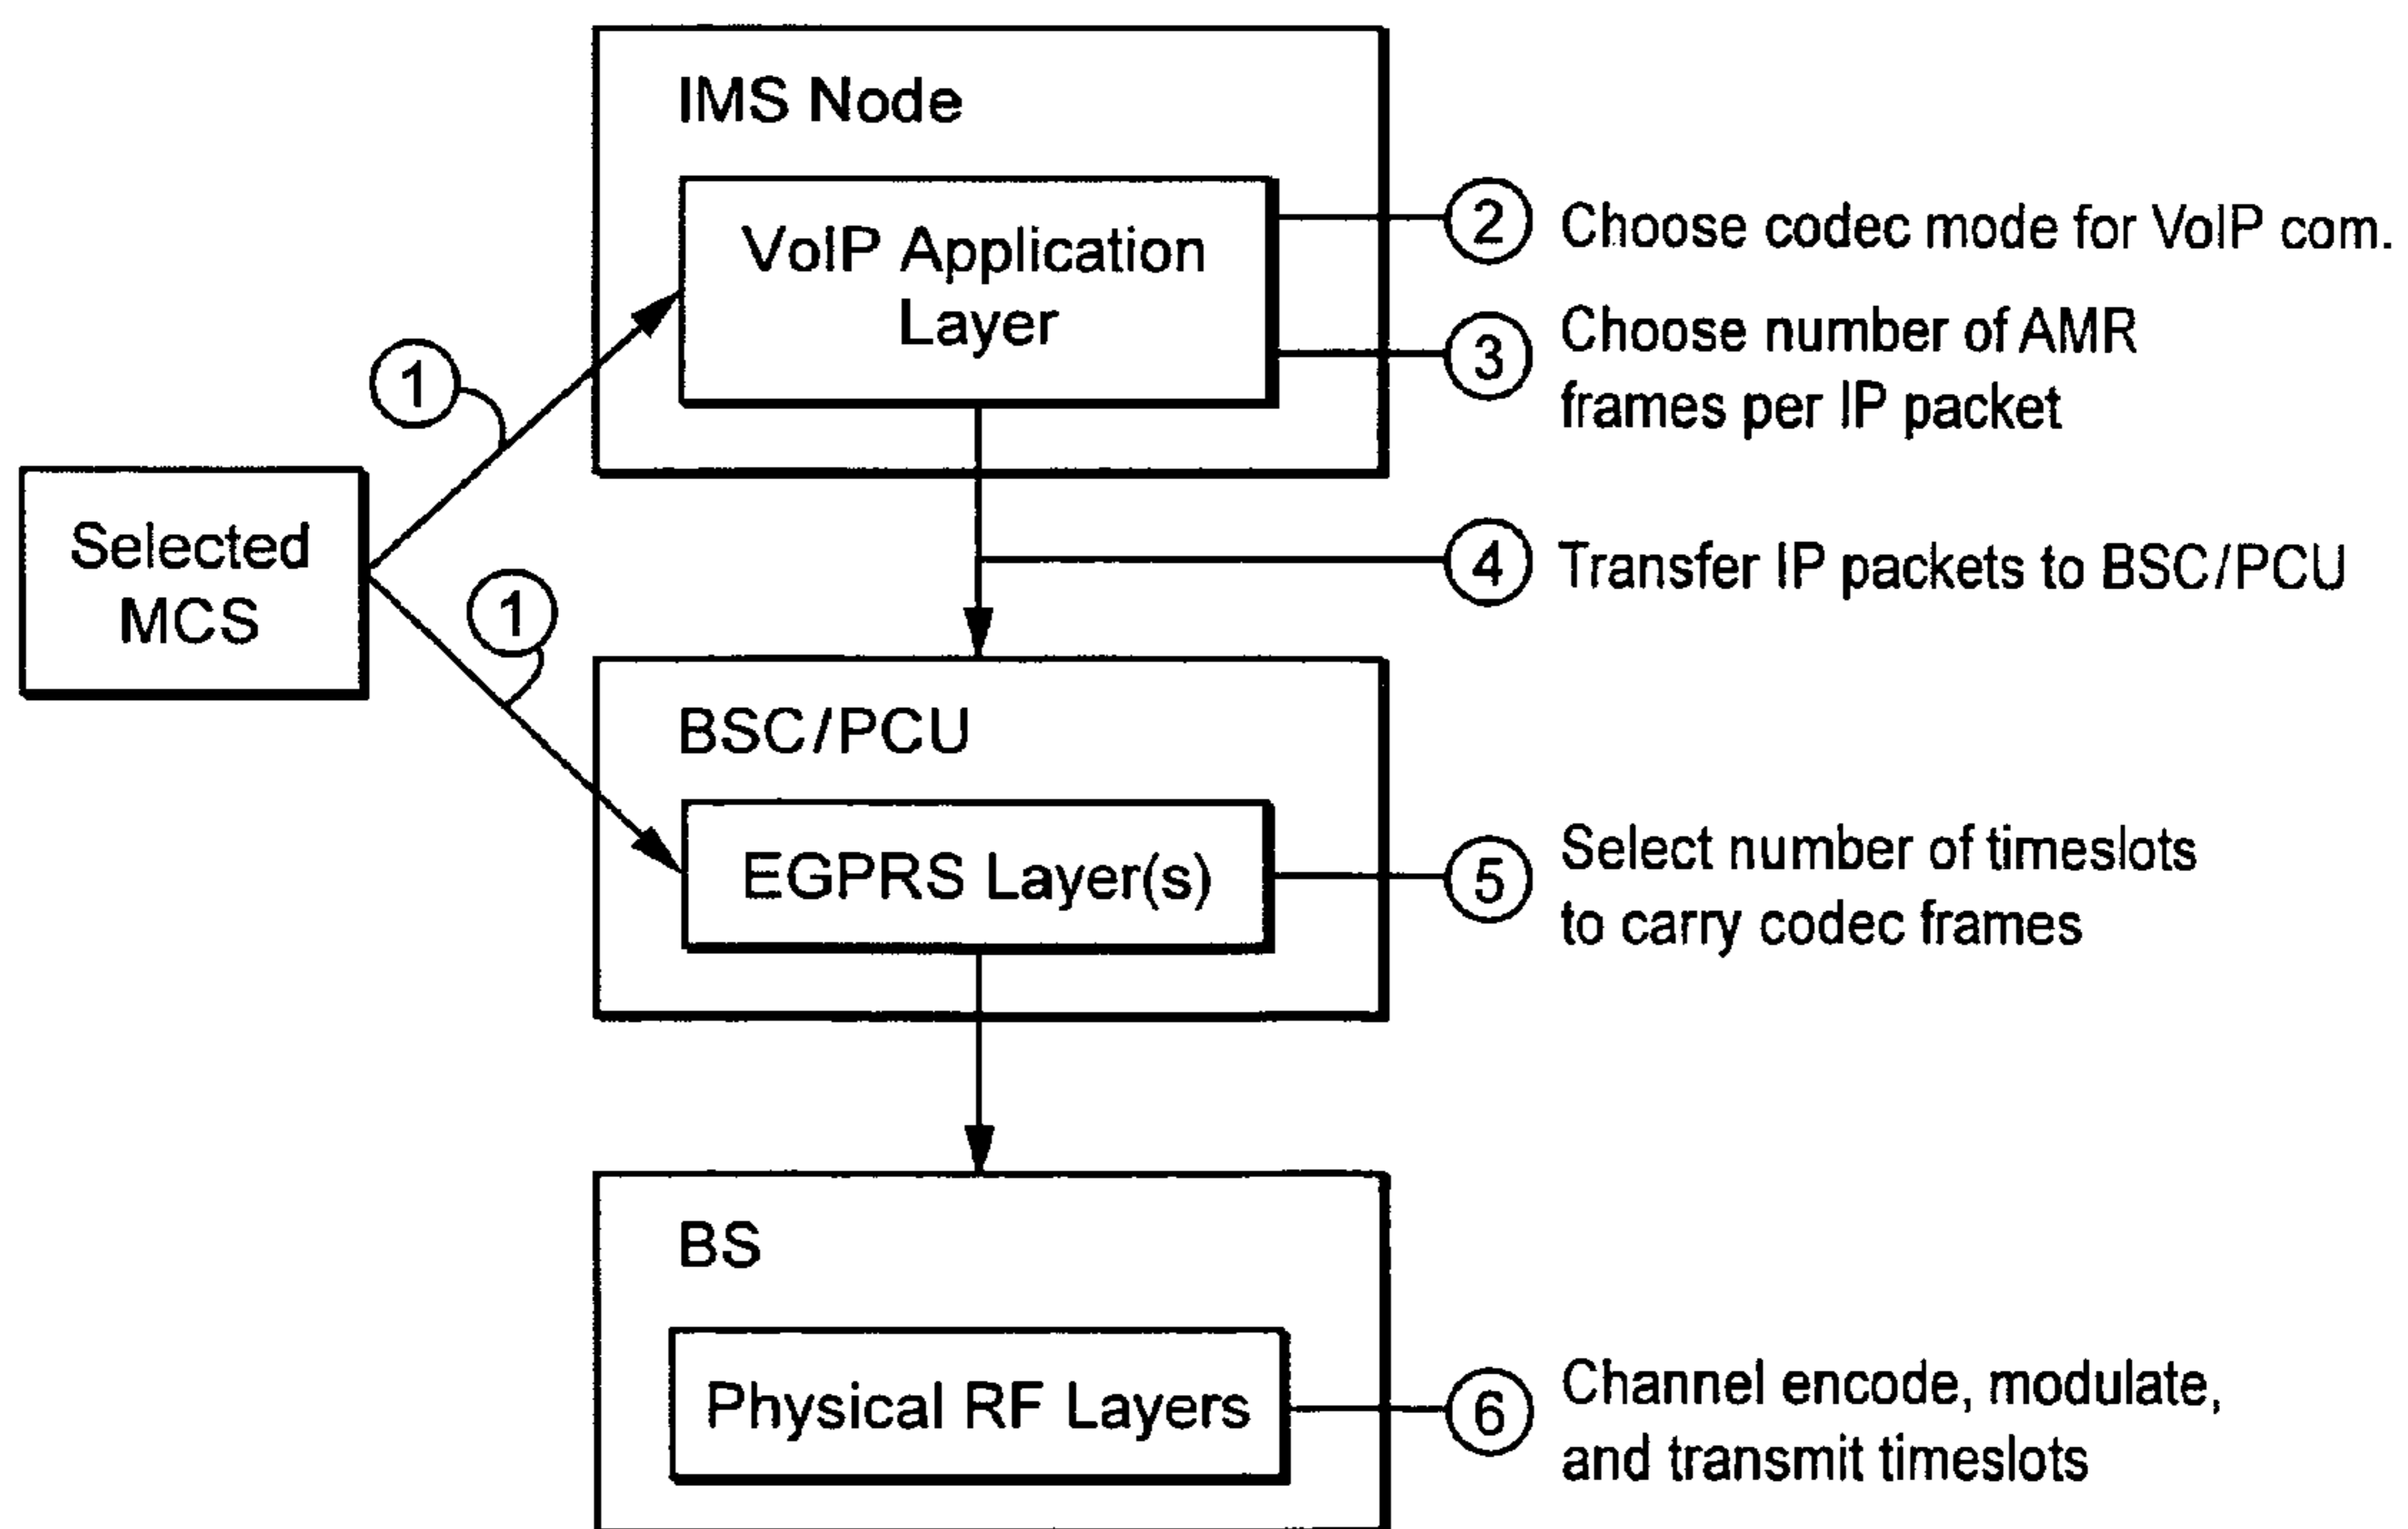 IMS Node
VoIP Application
Layer
2 Choose codec mode for VoIP com.
3 Choose number of AMR
frames per IP packet
1
Selected
MCS
1
4 Transfer IP packets to BSC/PCU
BSC/PCU
EGPRS Layer(s)
5 Select number of timeslots
to carry codec frames
BS
Physical RF Layers
6 Channel encode, modulate,
and transmit timeslots